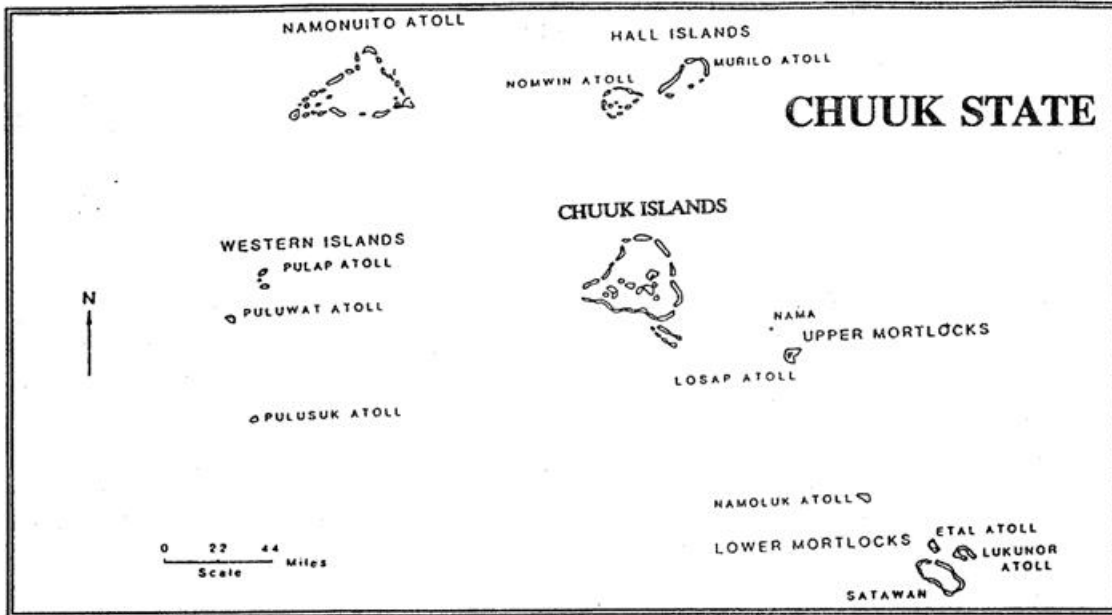 NAMONUITO ATOLL
HALL ISLANDS
MURILO ATOLL
NOMWIN ATOLL
CHUUK STATE
CHUUK ISLANDS
WESTERN ISLANDS
PULAP ATOLL
N
PULUWAT ATOLL
NAMA
UPPER MORTLOCKS
LOSAP ATOLL
PULUSUK ATOLL
NAMOLUK ATOLL
ETAL ATOLL
LOWER MORTLOCKS
LUKUNOR
ATOLL
SATAWAN
0 22 44 Miles
Scale